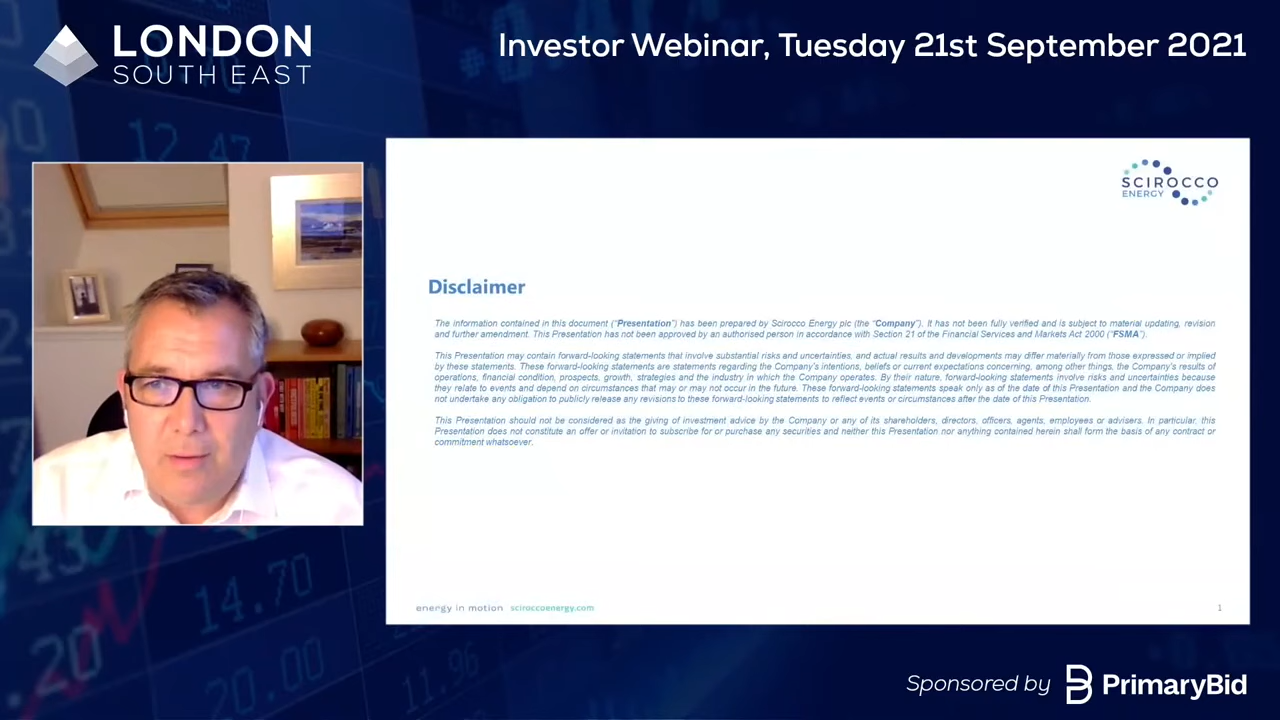 LONDON
SOUTH EAST
Investor Webinar, Tuesday 21st September 2021
SCIROCCO
ENERGY
Disclaimer
The information contained in this document (“Presentation”) has been prepared by Scirocco Energy plc (the “Company”). It has not been fully verified and is subject to material updating, revision
and further amendment. This Presentation has not been approved by an authorised person in accordance with Section 21 of the Financial Services and Markets Act 2000 (“FSMA”).
This Presentation may contain forward-looking statements that involve substantial risks and uncertainties, and actual results and developments may differ materially from those expressed or implied
by these statements. These forward-looking statements are statements regarding the Company's intentions, beliefs or current expectations concerning, among other things, the Company's results of
operations, financial condition, prospects, growth, strategies and the industry in which the Company operates. By their nature, forward-looking statements involve risks and uncertainties because
they relate to events and depend on circumstances that may or may not occur in the future. These forward-looking statements speak only as of the date of this Presentation and the Company does
not undertake any obligation to publicly release any revisions to these forward-looking statements to reflect events or circumstances after the date of this Presentation.
This Presentation should not be considered as the giving of investment advice by the Company or any of its shareholders, directors, officers, agents, employees or advisers. In particular, this
Presentation does not constitute an offer or invitation to subscribe for or purchase any securities and neither this Presentation nor anything contained herein shall form the basis of any contract or
commitment whatsoever.
energy in motion sciroccoenergy.com
1
12.47
14.70
20.00
11.96
.20
Sponsored by PrimaryBid